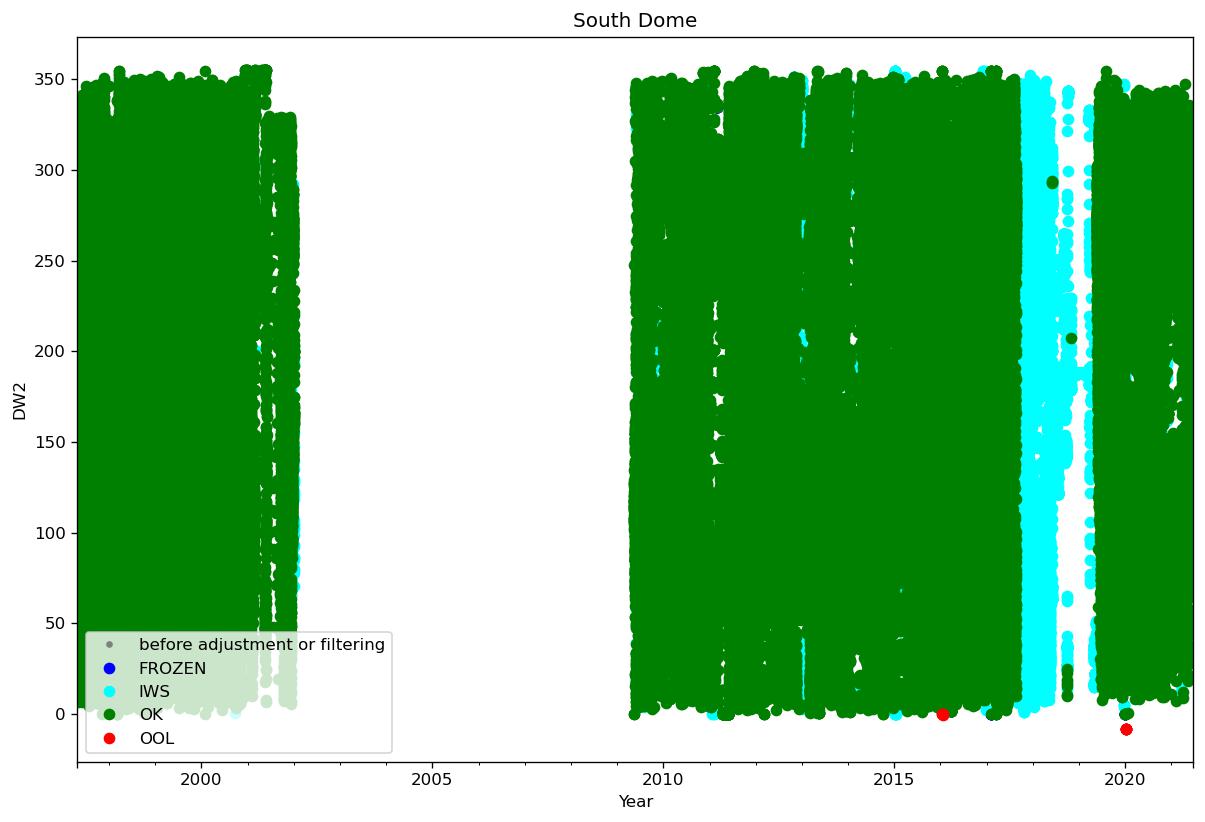 South Dome
DW2
350
300
250
200
150
100
50
0
before adjustment or filtering
FROZEN
IWS
OK
OOL
2000 2005 2010 2015 2020
Year